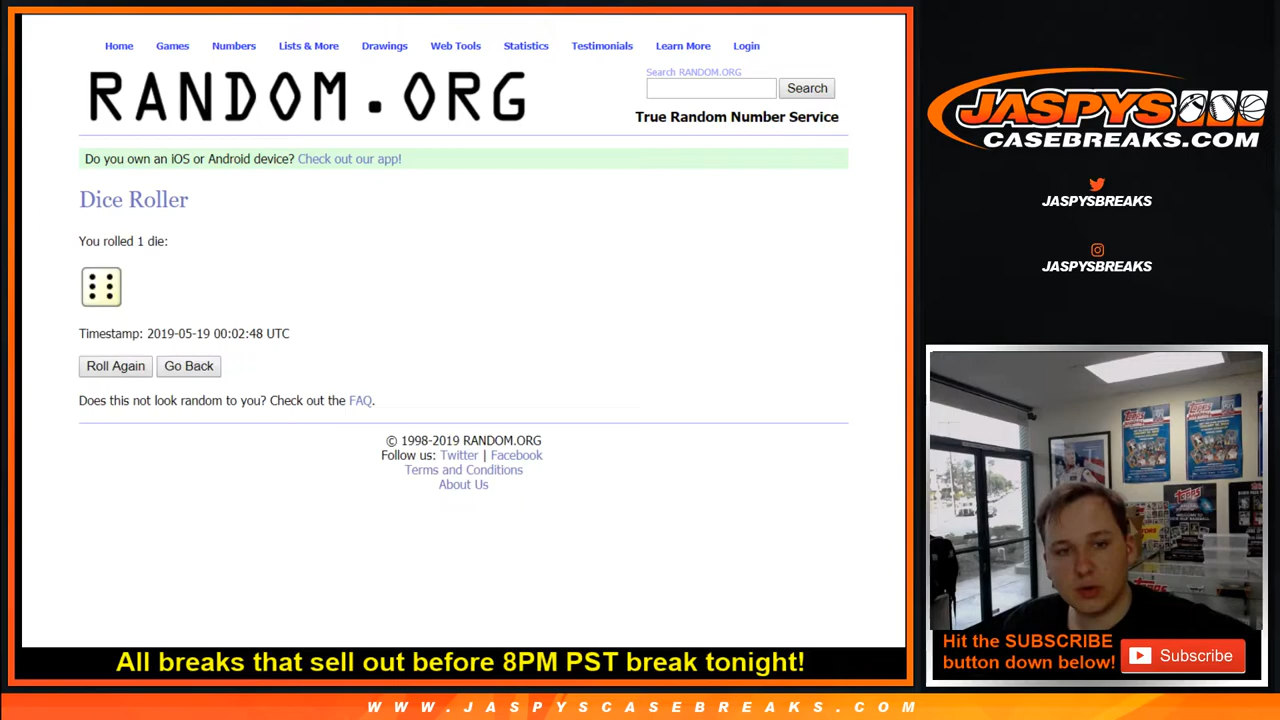 Home Games Numbers Lists & More Drawings Web Tools Statistics Testimonials Learn More Login
RANDOM.ORG
Search RANDOM.ORG
Search
True Random Number Service
Do you own an iOS or Android device? Check out our app!
Dice Roller
You rolled 1 die:
Timestamp: 2019-05-19 00:02:48 UTC
Roll Again Go Back
Does this not look random to you? Check out the FAQ.
© 1998-2019 RANDOM.ORG
Follow us: Twitter | Facebook
Terms and Conditions
About Us
All breaks that sell out before 8PM PST break tonight!
JASPYS
CASEBREAKS.COM
JASPYSBREAKS
JASPYSBREAKS
Topps
Topps
TOPPS
Hit the SUBSCRIBE
button down below!
Subscribe
WWW.JASPYSCASEBREAKS.COM